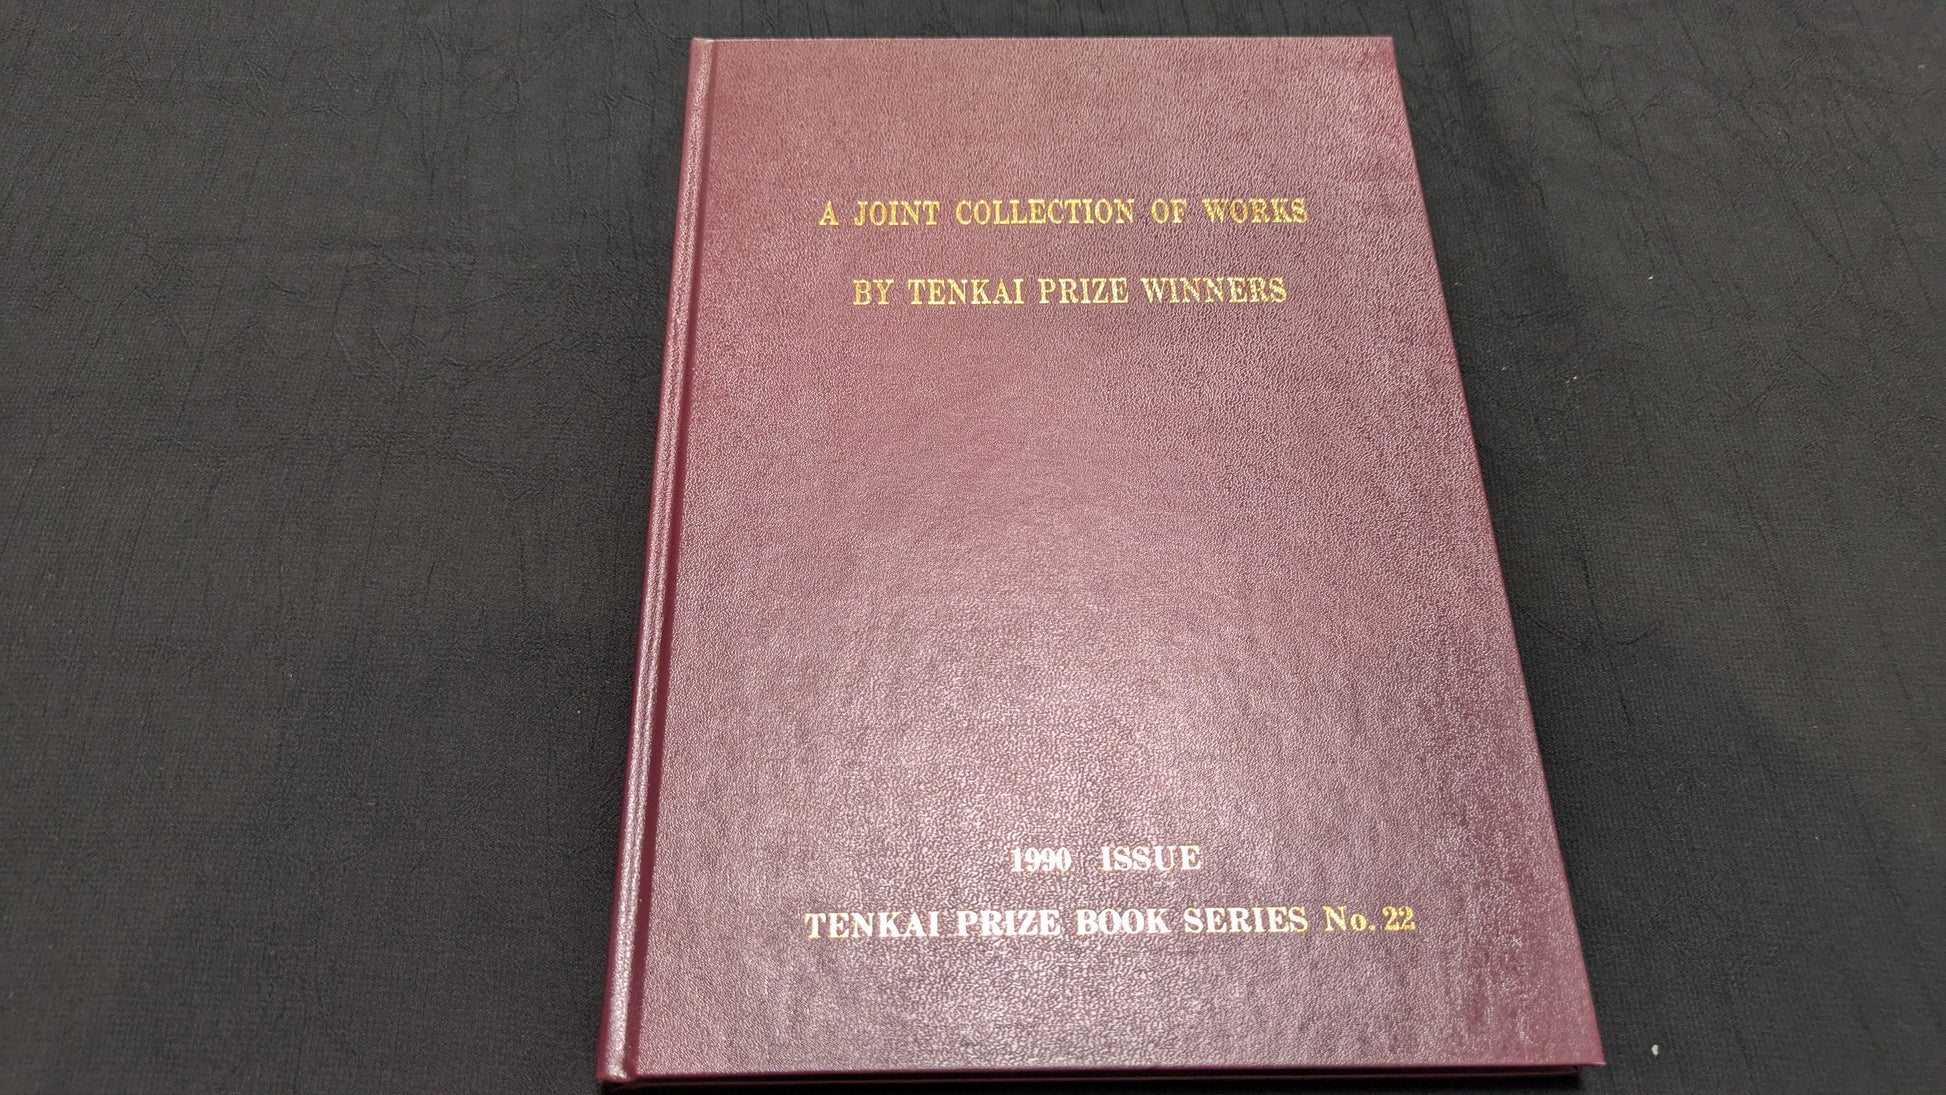 A JOINT COLLECTION OF WORKS
BY TENKAI PRIZE WINNERS
1990 ISSUE
TENKAI PRIZE BOOK SERIES No. 22